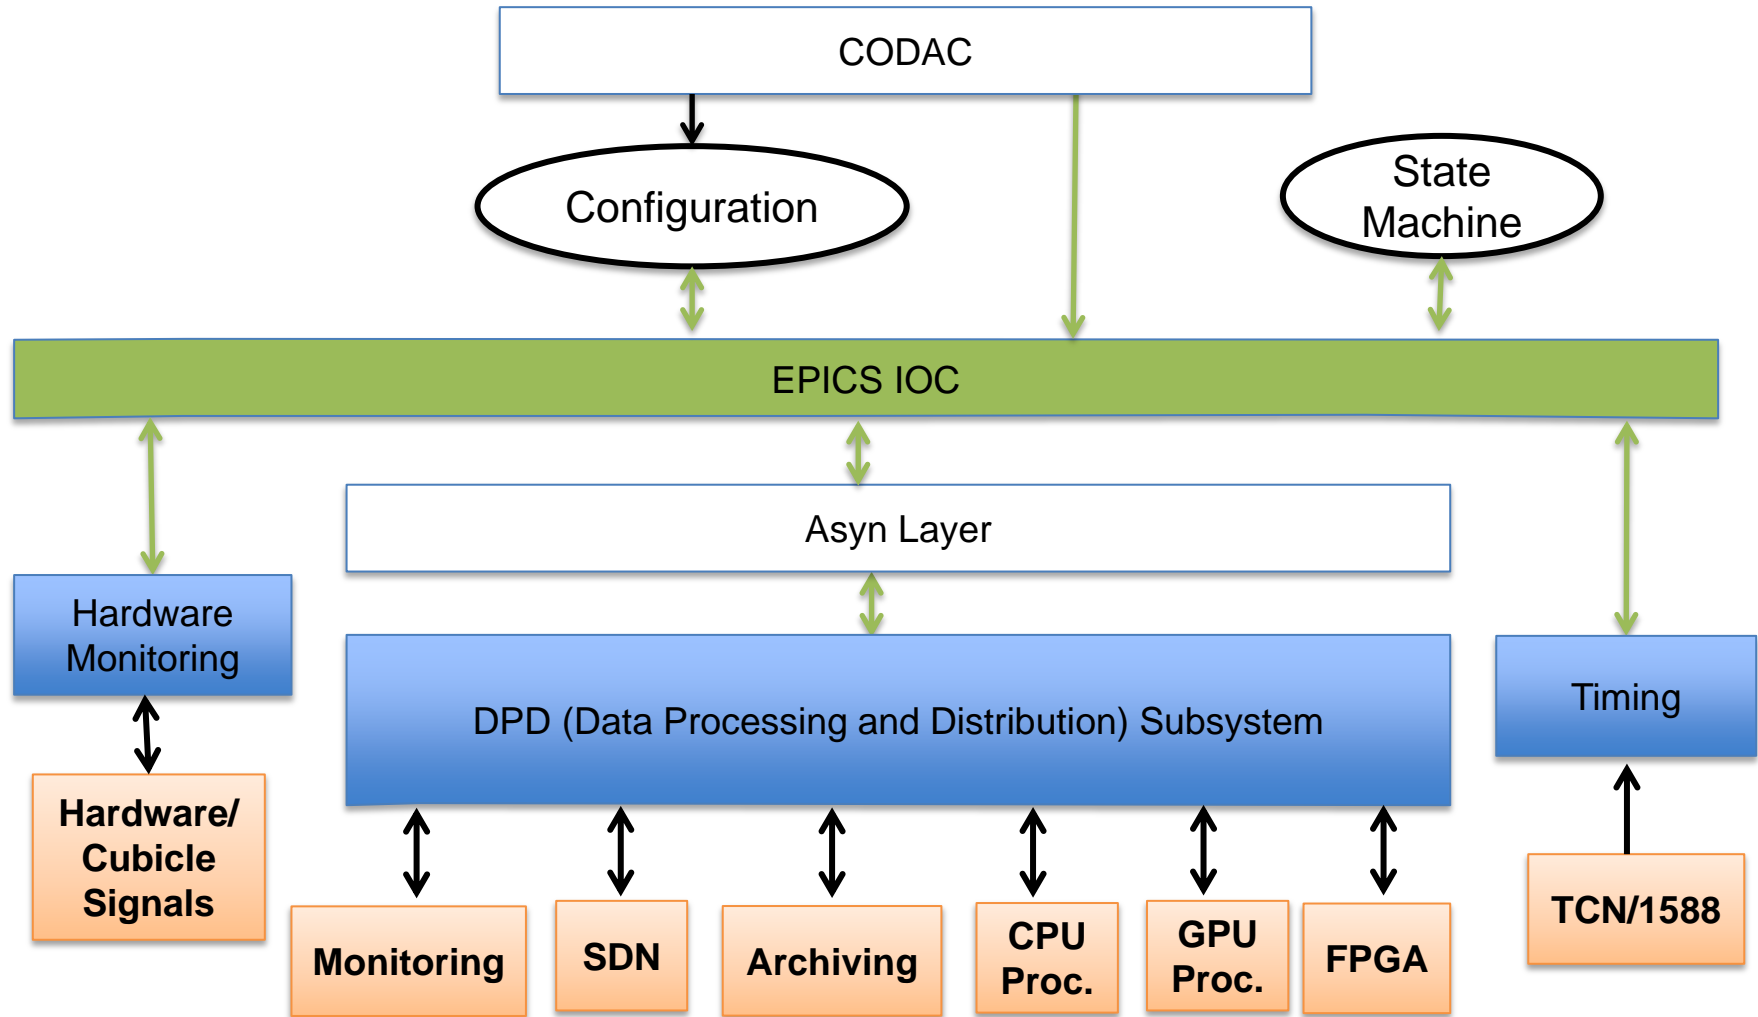 CODAC
Configuration
State
Machine
EPICS IOC
Asyn Layer
Hardware
Monitoring
DPD (Data Processing and Distribution) Subsystem
Timing
Hardware/
Cubicle
Signals
Monitoring
SDN
Archiving
CPU
Proc.
GPU
Proc.
FPGA
TCN/1588